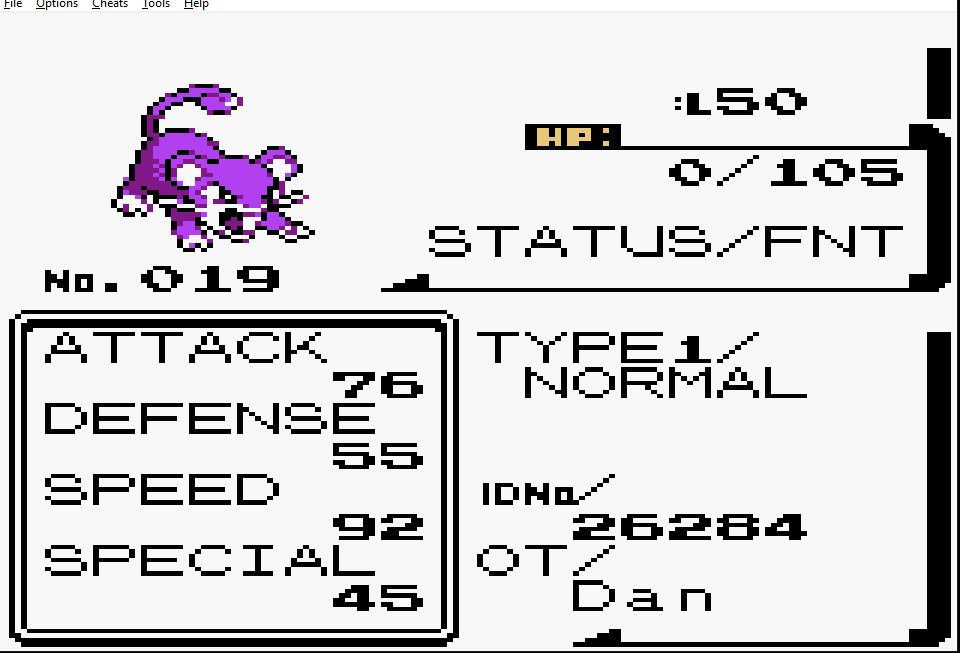 File Options Cheats Tools Help
:L50
HP:
0/105
STATUS/FNT
No. 019
ATTACK
76
DEFENSE
55
SPEED
92
SPECIAL
45
TYPE1/
NORMAL
IDNo/
26284
OT/
Dan